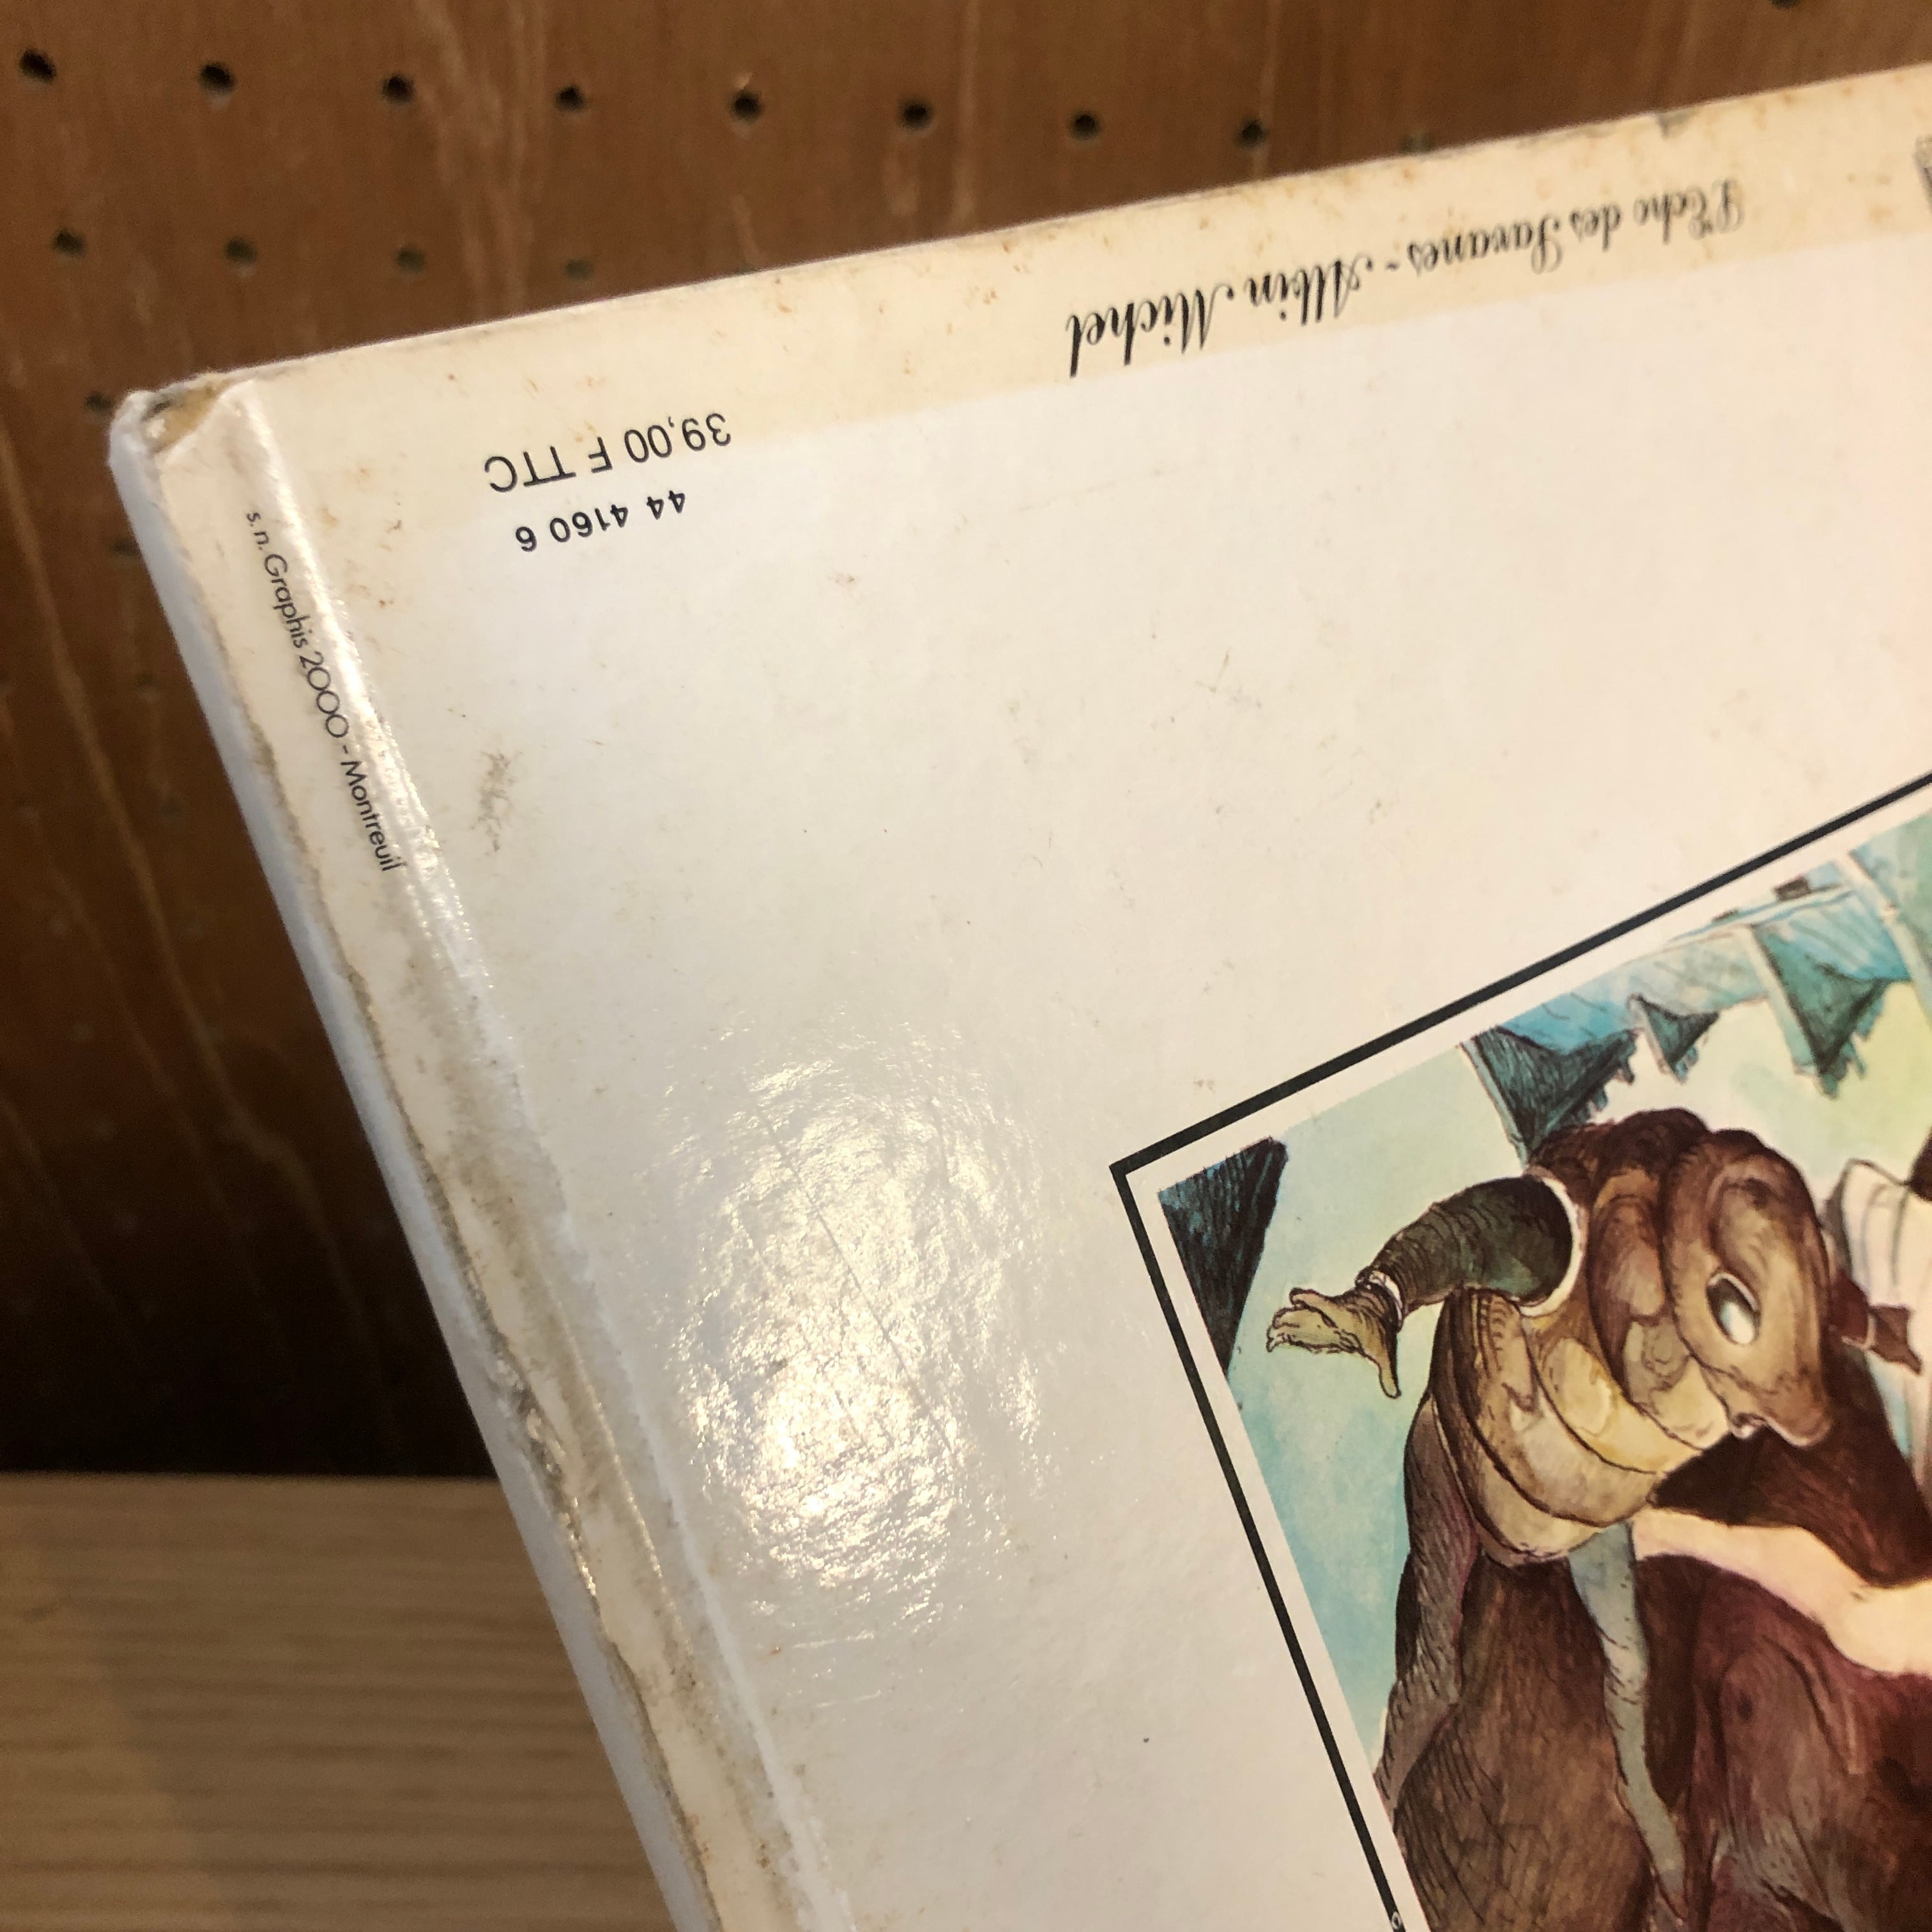 L'Echo des Savanes - Albin Michel
39,00 F TTC
44 4160 6
s.n. Graphis 2000 - Montreuil